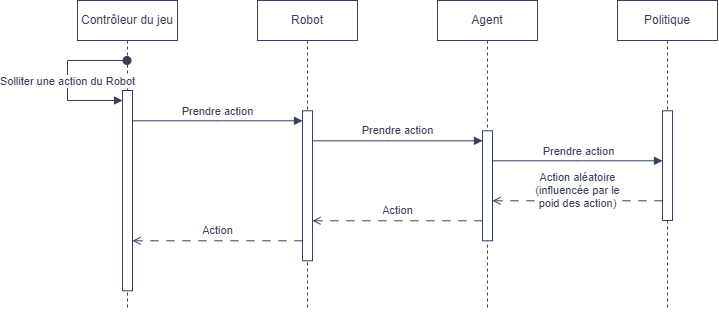 Contrôleur du jeu
Robot
Agent
Politique
Solliter une action du Robot
Prendre action
Prendre action
Prendre action
Action aléatoire
(influencée par le
poid des action)
Action
Action